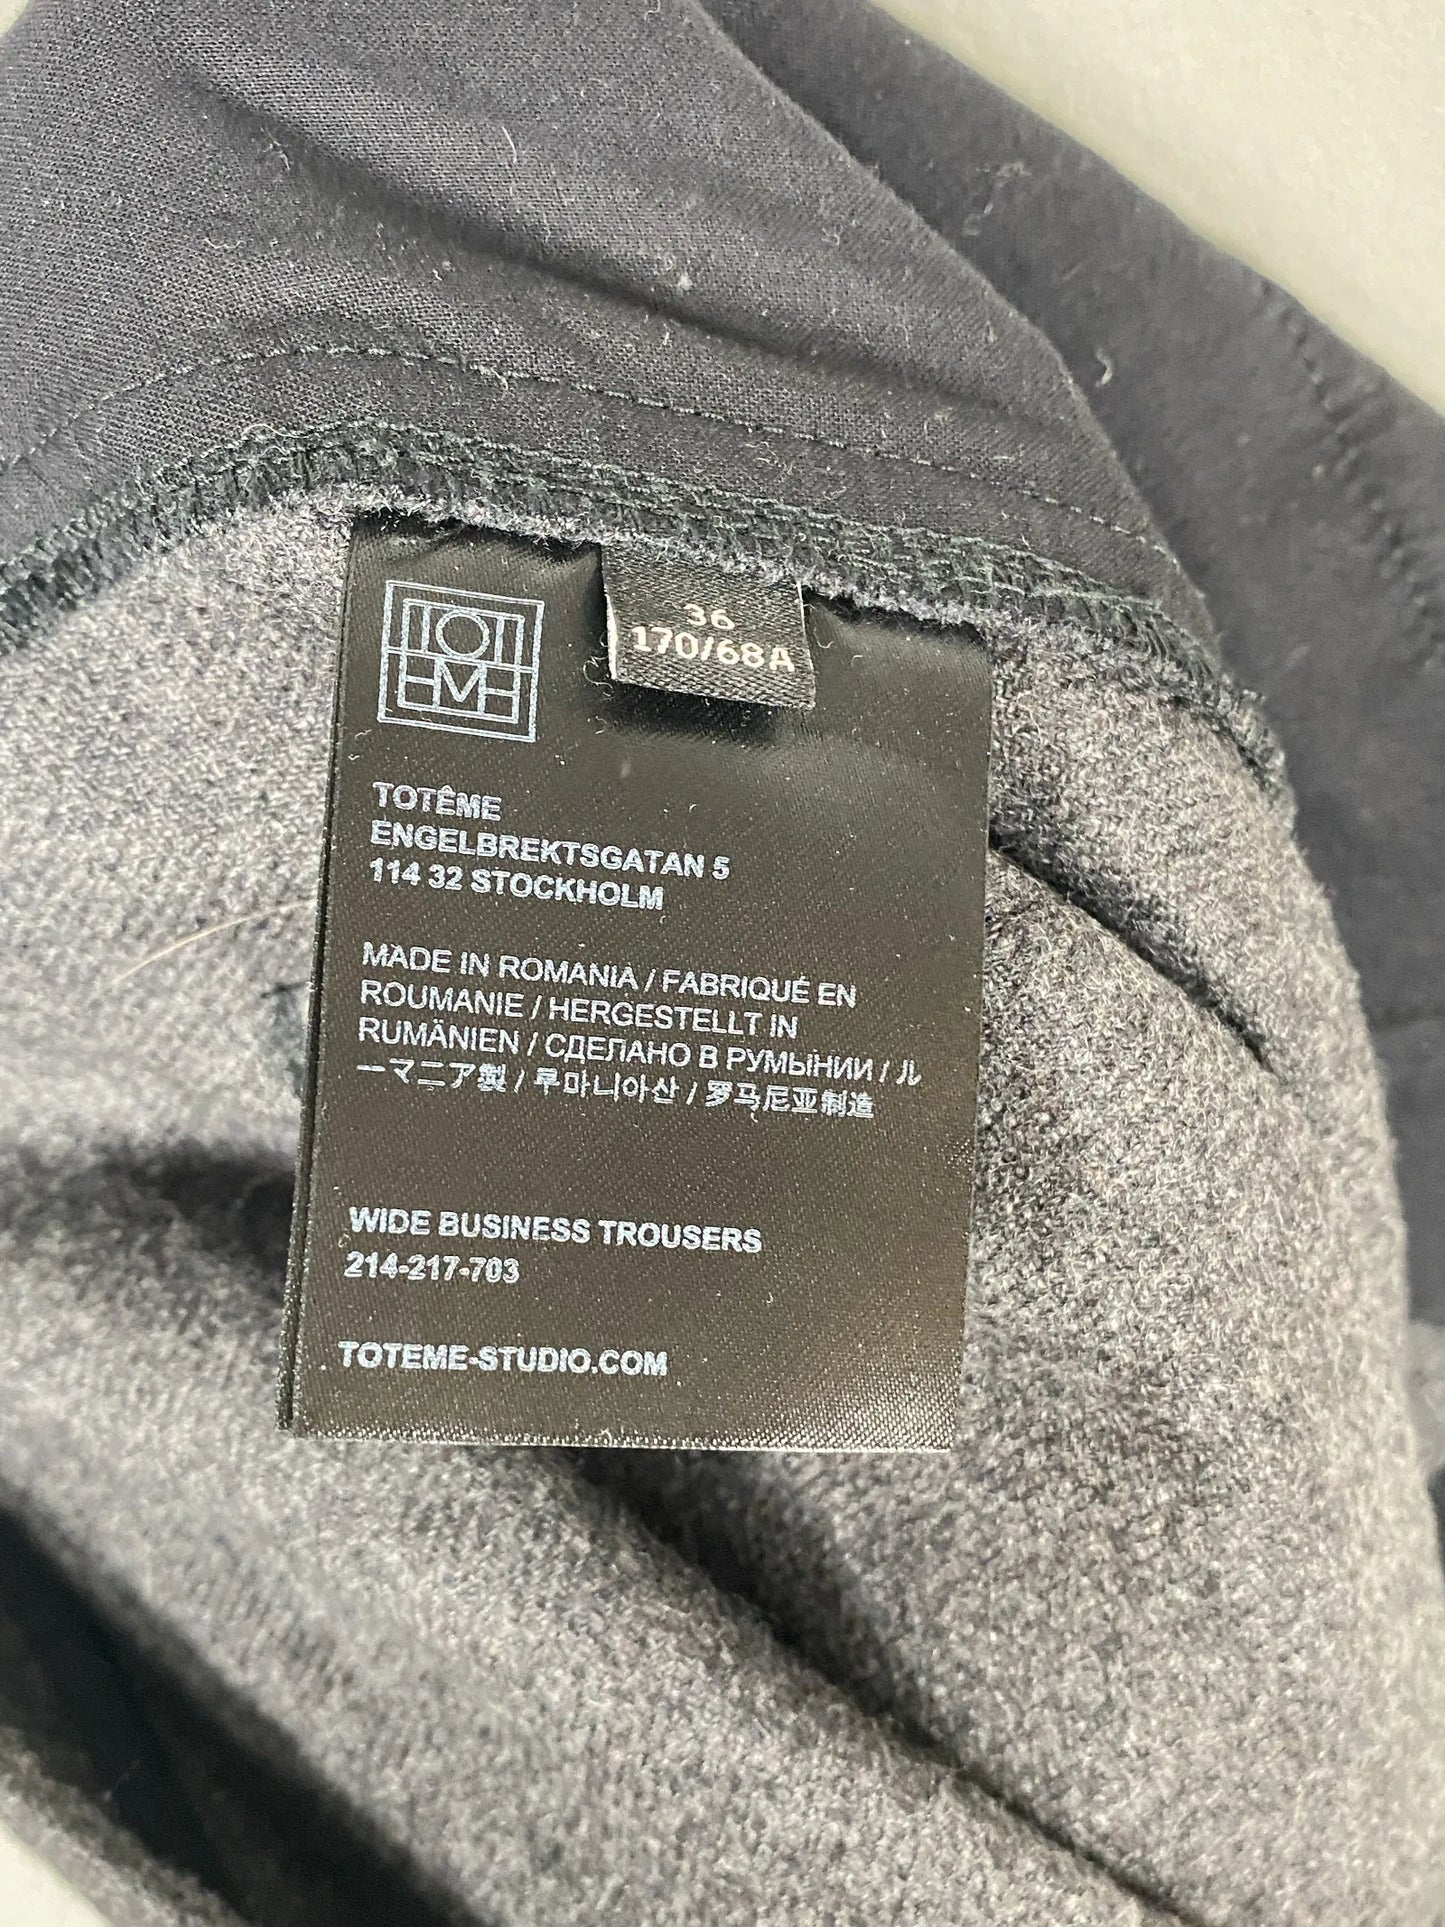 TOT
EME
36
170/68A
TOTÊME
ENGELBREKTSGATAN 5
114 32 STOCKHOLM
MADE IN ROMANIA / FABRIQUÉ EN
ROUMANIE / HERGESTELLT IN
RUMÄNIEN / СДЕЛАНО В РУМЫНИИ / ル
ーマニア製 / 루마니아산 / 罗马尼亚制造
WIDE BUSINESS TROUSERS
214-217-703
TOTEME-STUDIO.COM